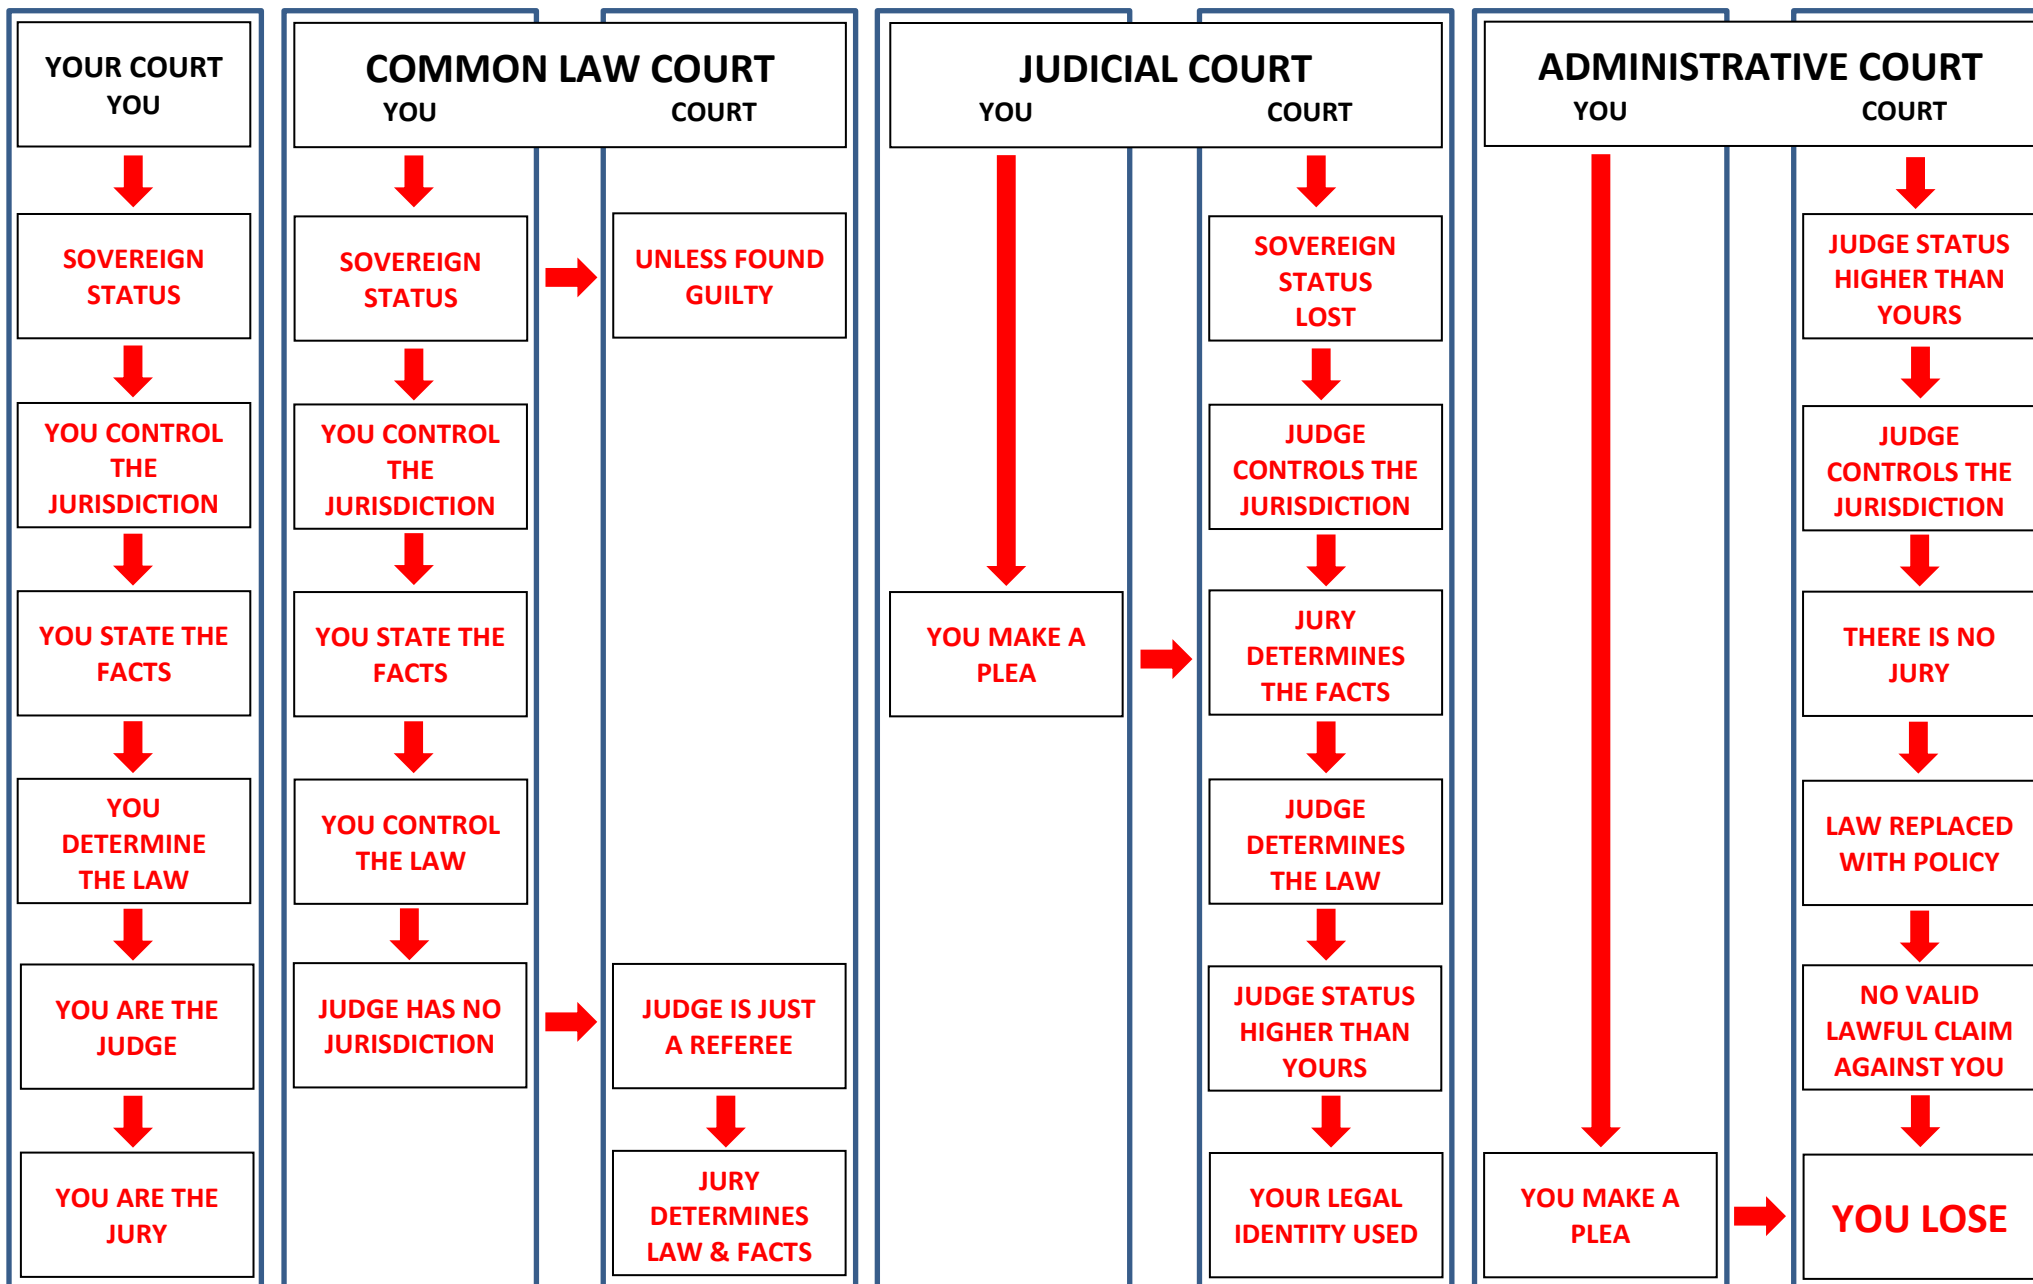 YOUR COURT
YOU
COMMON LAW COURT
YOU COURT
JUDICIAL COURT
YOU COURT
ADMINISTRATIVE COURT
YOU COURT
SOVEREIGN
STATUS
YOU CONTROL
THE
JURISDICTION
YOU STATE THE
FACTS
YOU
DETERMINE
THE LAW
YOU ARE THE
JUDGE
YOU ARE THE
JURY
SOVEREIGN
STATUS
UNLESS FOUND
GUILTY
YOU CONTROL
THE
JURISDICTION
YOU STATE THE
FACTS
YOU CONTROL
THE LAW
JUDGE HAS NO
JURISDICTION
JUDGE IS JUST
A REFEREE
JURY
DETERMINES
LAW & FACTS
YOU MAKE A
PLEA
SOVEREIGN
STATUS
LOST
JUDGE
CONTROLS THE
JURISDICTION
JURY
DETERMINES
THE FACTS
JUDGE
DETERMINES
THE LAW
JUDGE STATUS
HIGHER THAN
YOURS
YOUR LEGAL
IDENTITY USED
YOU MAKE A
PLEA
JUDGE STATUS
HIGHER THAN
YOURS
JUDGE
CONTROLS THE
JURISDICTION
THERE IS NO
JURY
LAW REPLACED
WITH POLICY
NO VALID
LAWFUL CLAIM
AGAINST YOU
YOU LOSE